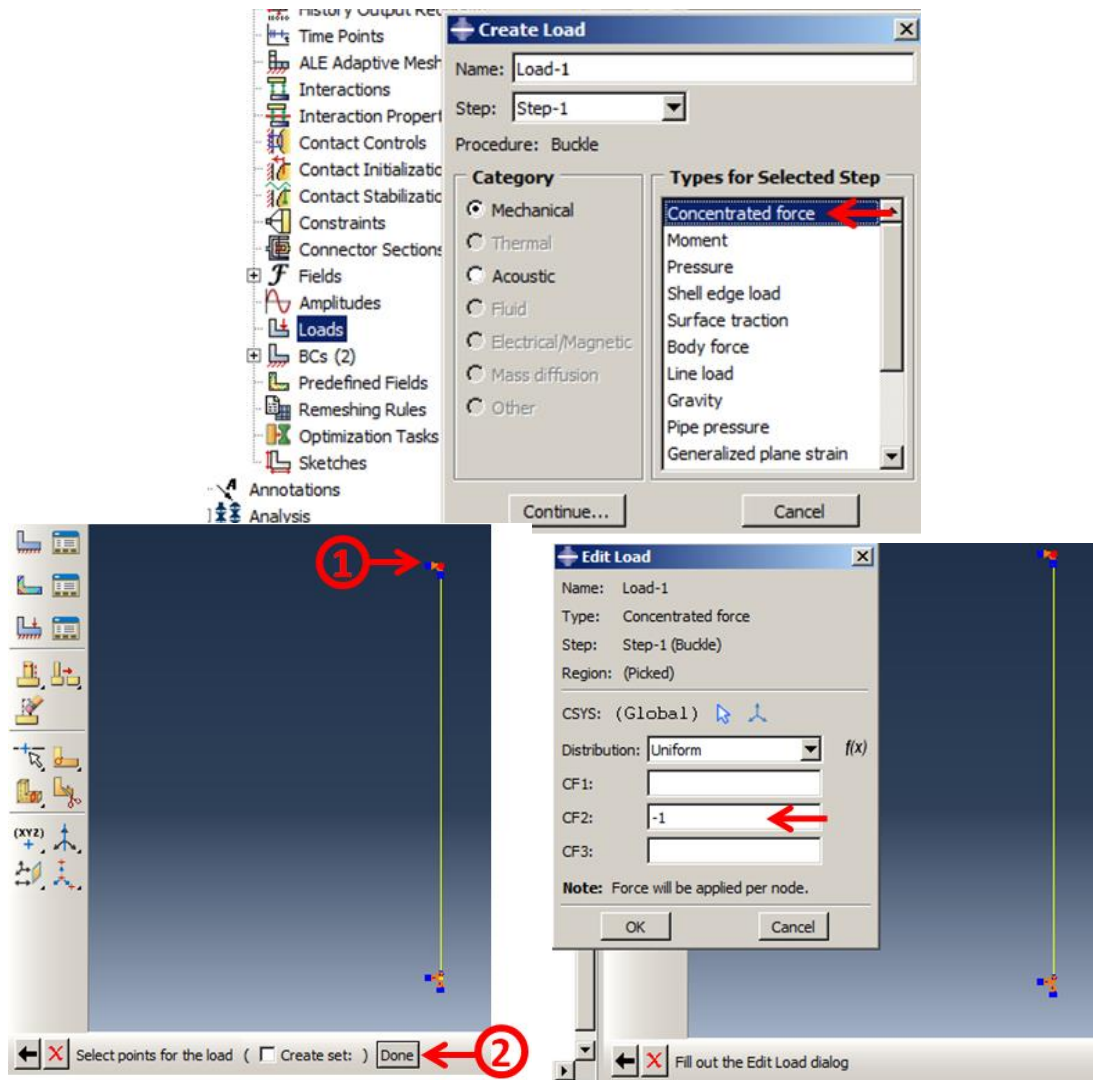 History Output Req
Time Points
ALE Adaptive Mesh
Interactions
Interaction Propert
Contact Controls
Contact Initializatio
Contact Stabilizatio
Constraints
Connector Sections
Fields
Amplitudes
Loads
BCs (2)
Predefined Fields
Remeshing Rules
Optimization Tasks
Sketches
Annotations
Analysis
Create Load
Name: Load-1
Step: Step-1
Procedure: Buckle
Category
Mechanical
Thermal
Acoustic
Fluid
Electrical/Magnetic
Mass diffusion
Other
Types for Selected Step
Concentrated force
Moment
Pressure
Shell edge load
Surface traction
Body force
Line load
Gravity
Pipe pressure
Generalized plane strain
Continue... Cancel
1
(XYZ)
Select points for the load ( Create set: ) Done
2
Edit Load
Name: Load-1
Type: Concentrated force
Step: Step-1 (Buckle)
Region: (Picked)
CSYS: (Global)
Distribution: Uniform f(x)
CF1:
CF2: -1
CF3:
Note: Force will be applied per node.
OK Cancel
Fill out the Edit Load dialog